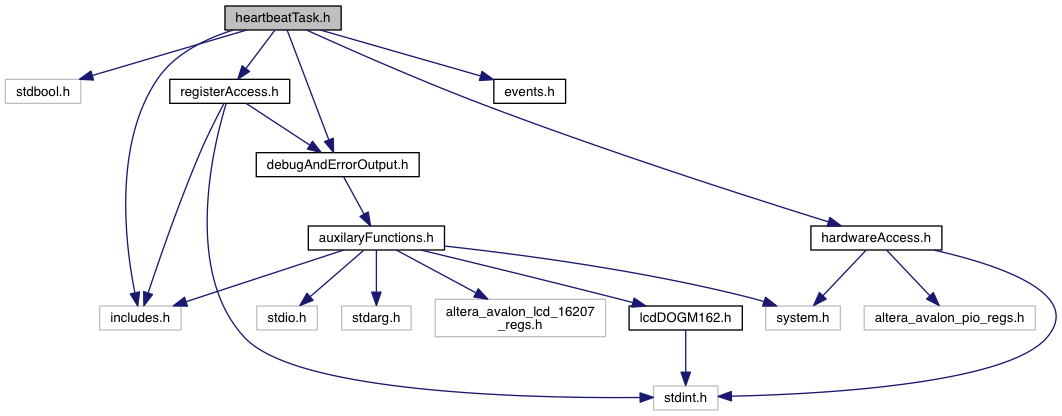 heartbeatTask.h
stdbool.h
registerAccess.h
events.h
debugAndErrorOutput.h
auxilaryFunctions.h
hardwareAccess.h
includes.h
stdio.h
stdarg.h
altera_avalon_lcd_16207
_regs.h
lcdDOGM162.h
system.h
altera_avalon_pio_regs.h
stdint.h